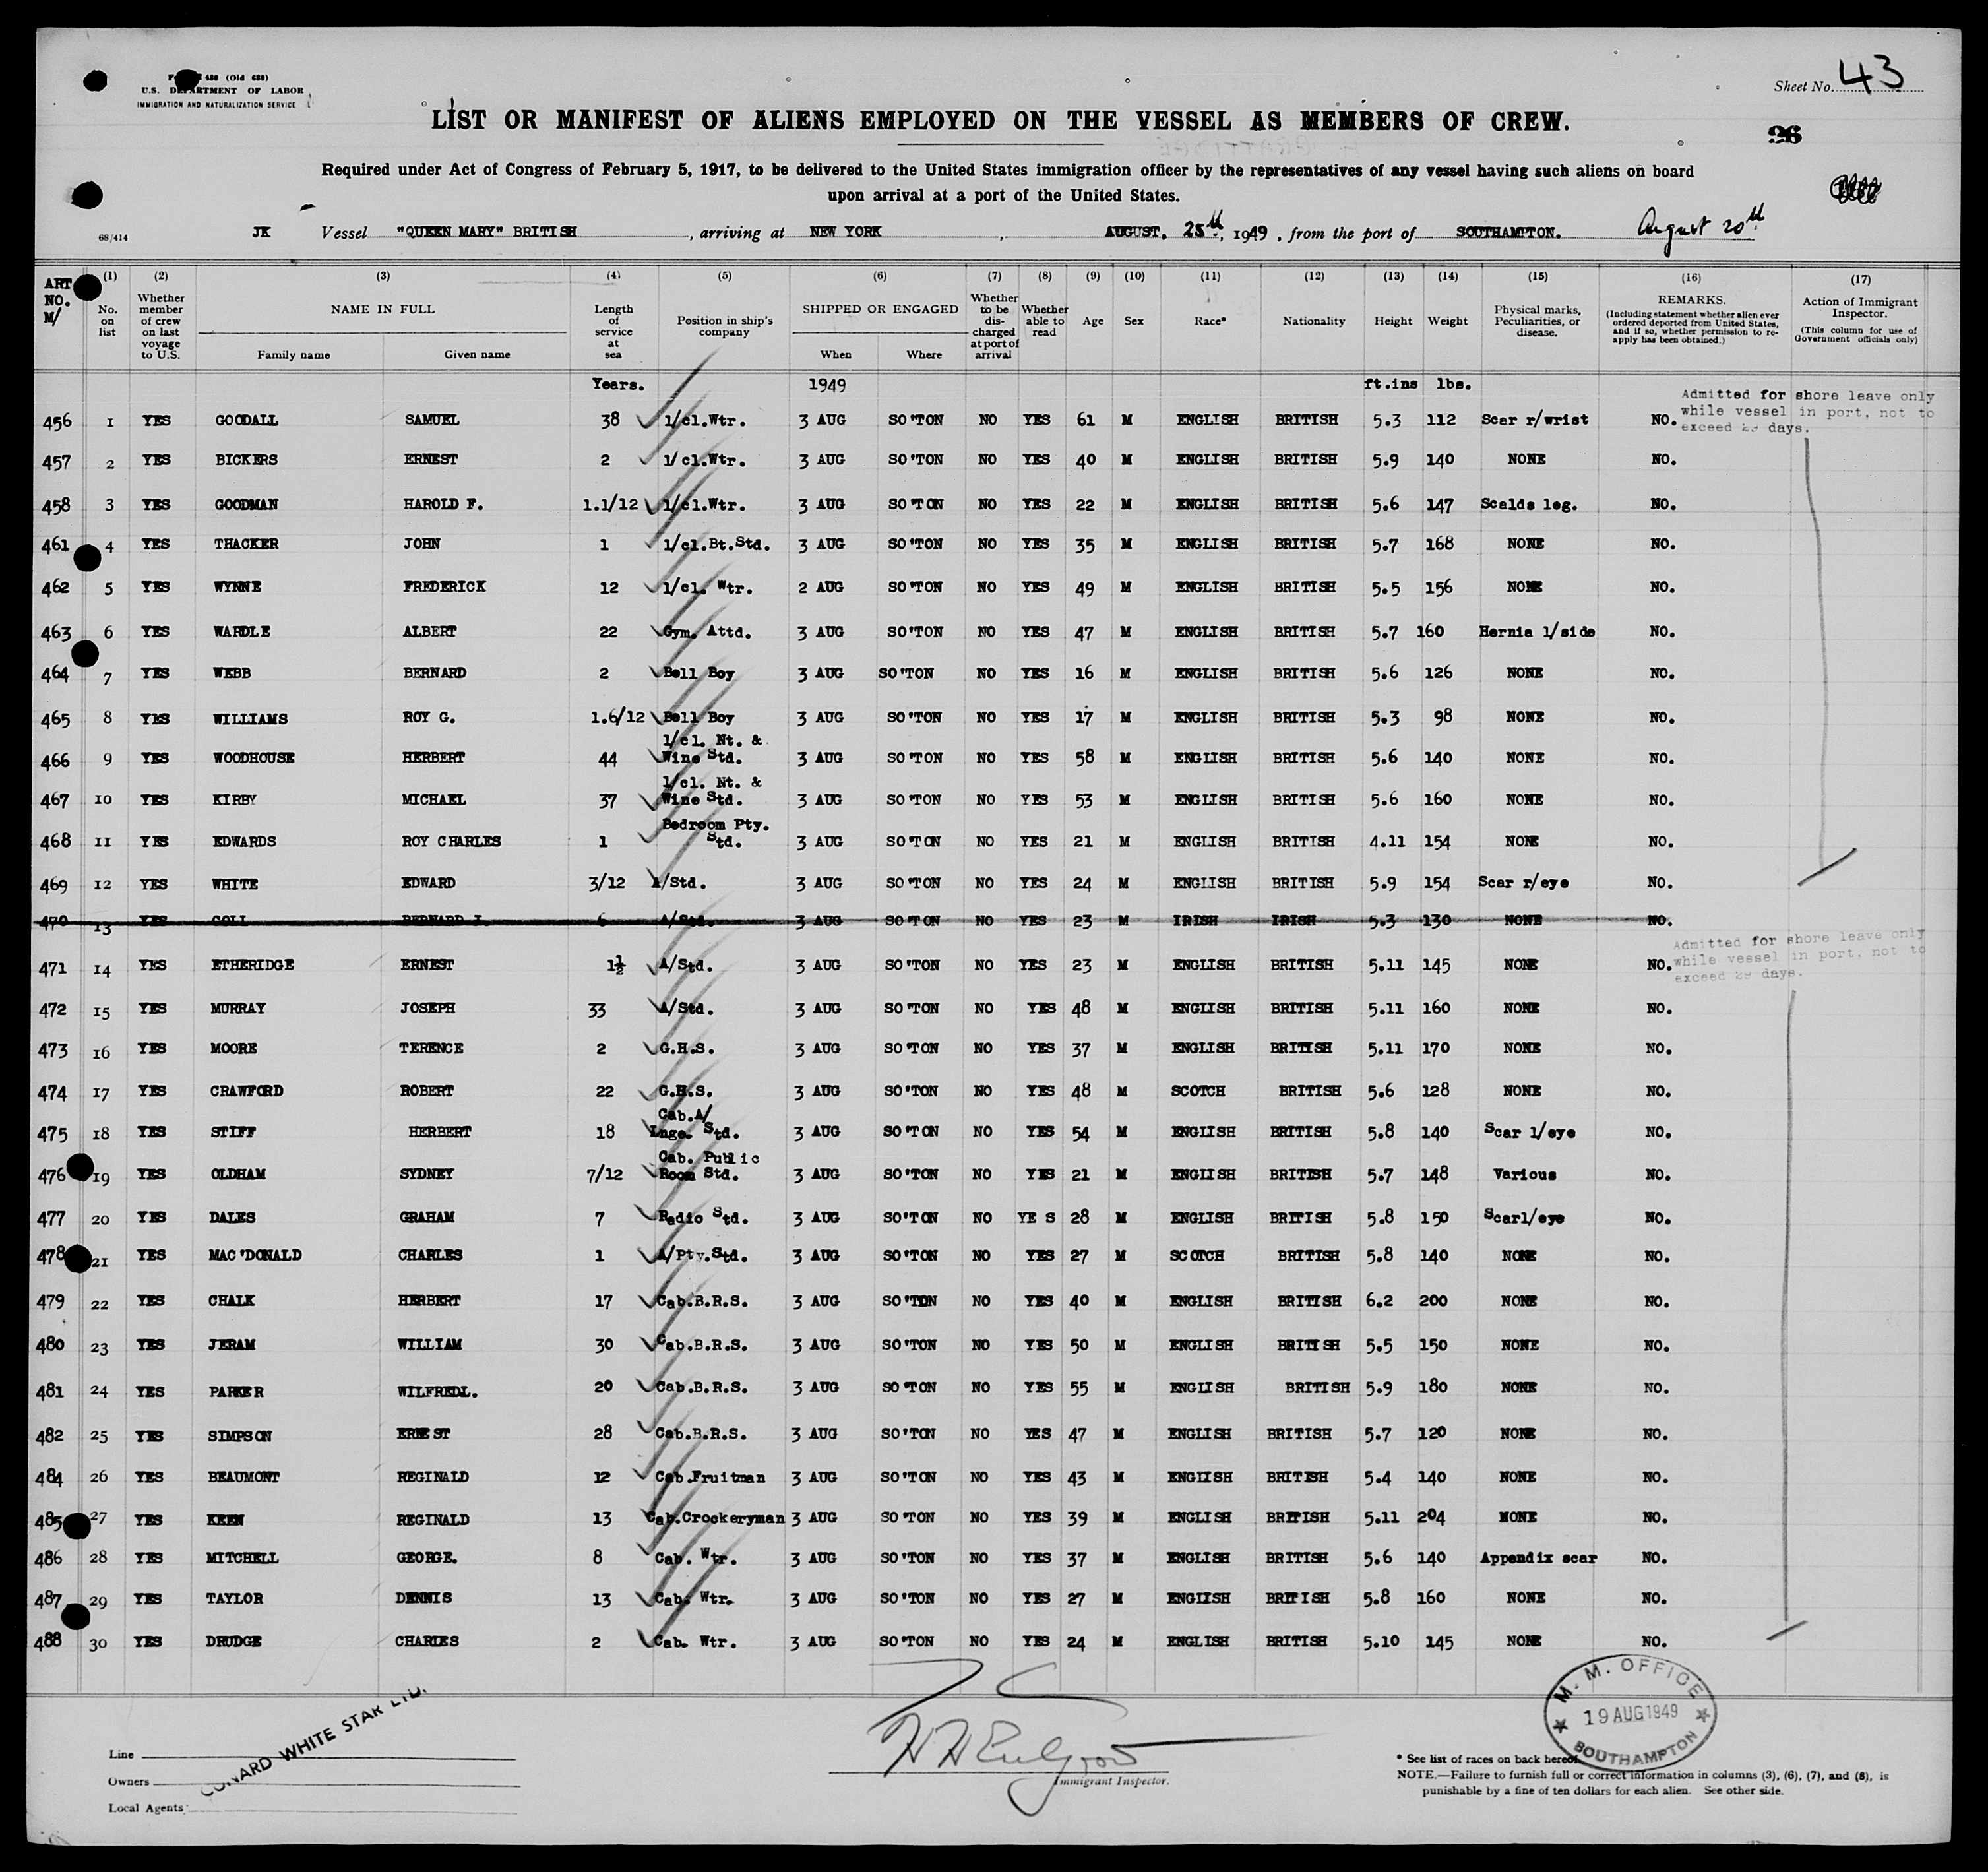 Sheet No. 43
(Old 680)
U.S. DEPARTMENT OF LABOR
IMMIGRATION AND NATURALIZATION SERVICE
LIST OR MANIFEST OF ALIENS EMPLOYED ON THE VESSEL AS MEMBERS OF CREW.
Required under Act of Congress of February 5, 1917, to be delivered to the United States immigration officer by the representatives of any vessel having such aliens on board
upon arrival at a port of the United States.
68/414 JK Vessel "QUEEN MARY" BRITISH, arriving at NEW YORK, AUGUST, 25th, 1949, from the port of SOUTHAMPTON. August 20th
ART NO. M/ (1) No. on list (2) Whether member of crew on last voyage to U.S. (3) NAME IN FULL Family name Given name (4) Length of service at sea (5) Position in ship's company (6) SHIPPED OR ENGAGED When Where (7) Whether to be discharged at port of arrival (8) Whether able to read (9) Age (10) Sex (11) Race* (12) Nationality (13) Height (14) Weight (15) Physical marks, Peculiarities, or disease. (16) REMARKS. (Including statement whether alien ever ordered deported from United States, and if so, whether permission to re-apply has been obtained.) (17) Action of Immigrant Inspector. (This column for use of Government officials only)
Years. 1949 ft.ins lbs.
Admitted for shore leave only while vessel in port, not to exceed 29 days.
456 1 YES GOODALL SAMUEL 38 1/cl.Wtr. 3 AUG SO'TON NO YES 61 M ENGLISH BRITISH 5.3 112 Scar r/wrist NO.
457 2 YES BICKERS ERNEST 2 1/cl.Wtr. 3 AUG SO'TON NO YES 40 M ENGLISH BRITISH 5.9 140 NONE NO.
458 3 YES GOODMAN HAROLD F. 1.1/12 1/cl.Wtr. 3 AUG SO'TON NO YES 22 M ENGLISH BRITISH 5.6 147 Scalds leg. NO.
461 4 YES THACKER JOHN 1 1/cl.Bt.Std. 3 AUG SO'TON NO YES 35 M ENGLISH BRITISH 5.7 168 NONE NO.
462 5 YES WYNNE FREDERICK 12 1/cl. Wtr. 2 AUG SO'TON NO YES 49 M ENGLISH BRITISH 5.5 156 NONE NO.
463 6 YES WARDLE ALBERT 22 Gym. Attd. 3 AUG SO'TON NO YES 47 M ENGLISH BRITISH 5.7 160 Hernia l/side NO.
464 7 YES WEBB BERNARD 2 Bell Boy 3 AUG SO'TON NO YES 16 M ENGLISH BRITISH 5.6 126 NONE NO.
465 8 YES WILLIAMS ROY G. 1.6/12 Bell Boy 3 AUG SO'TON NO YES 17 M ENGLISH BRITISH 5.3 98 NONE NO.
466 9 YES WOODHOUSE HERBERT 44 1/cl. Nt. & Wine Std. 3 AUG SO'TON NO YES 58 M ENGLISH BRITISH 5.6 140 NONE NO.
467 10 YES KIRBY MICHAEL 37 1/cl. Nt. & Wine Std. 3 AUG SO'TON NO YES 53 M ENGLISH BRITISH 5.6 160 NONE NO.
468 11 YES EDWARDS ROY CHARLES 1 Bedroom Pty. Std. 3 AUG SO'TON NO YES 21 M ENGLISH BRITISH 4.11 154 NONE NO.
469 12 YES WHITE EDWARD 3/12 A/Std. 3 AUG SO'TON NO YES 24 M ENGLISH BRITISH 5.9 154 Scar r/eye NO.
470 13 YES COLL BERNARD J. 6 A/Std. 3 AUG SO'TON NO YES 23 M IRISH IRISH 5.3 130 NONE NO.
Admitted for shore leave only while vessel in port, not to exceed 29 days.
471 14 YES ETHERIDGE ERNEST 1½ A/Std. 3 AUG SO'TON NO YES 23 M ENGLISH BRITISH 5.11 145 NONE NO.
472 15 YES MURRAY JOSEPH 33 A/Std. 3 AUG SO'TON NO YES 48 M ENGLISH BRITISH 5.11 160 NONE NO.
473 16 YES MOORE TERENCE 2 G.H.S. 3 AUG SO'TON NO YES 37 M ENGLISH BRITISH 5.11 170 NONE NO.
474 17 YES CRAWFORD ROBERT 22 G.H.S. 3 AUG SO'TON NO YES 48 M SCOTCH BRITISH 5.6 128 NONE NO.
475 18 YES STIFF HERBERT 18 Cab.A/ Lnge. Std. 3 AUG SO'TON NO YES 54 M ENGLISH BRITISH 5.8 140 Scar l/eye NO.
476 19 YES OLDHAM SYDNEY 7/12 Cab. Public Room Std. 3 AUG SO'TON NO YES 21 M ENGLISH BRITISH 5.7 148 Various NO.
477 20 YES DALES GRAHAM 7 Radio Std. 3 AUG SO'TON NO YE S 28 M ENGLISH BRITISH 5.8 150 Scarl/eye NO.
478 21 YES MAC'DONALD CHARLES 1 A/Pty.Std. 3 AUG SO'TON NO YES 27 M SCOTCH BRITISH 5.8 140 NONE NO.
479 22 YES CHALK HERBERT 17 Cab.B.R.S. 3 AUG SO'TON NO YES 40 M ENGLISH BRITISH 6.2 200 NONE NO.
480 23 YES JERAM WILLIAM 30 Cab.B.R.S. 3 AUG SO'TON NO YES 50 M ENGLISH BRITISH 5.5 150 NONE NO.
481 24 YES PARKER WILFREDL. 20 Cab.B.R.S. 3 AUG SO'TON NO YES 55 M ENGLISH BRITISH 5.9 180 NONE NO.
482 25 YES SIMPSON ERNEST 28 Cab.B.R.S. 3 AUG SO'TON NO YES 47 M ENGLISH BRITISH 5.7 120 NONE NO.
484 26 YES BEAUMONT REGINALD 12 Cab.Fruitman 3 AUG SO'TON NO YES 43 M ENGLISH BRITISH 5.4 140 NONE NO.
485 27 YES KEEN REGINALD 13 Cab.Crockeryman 3 AUG SO'TON NO YES 39 M ENGLISH BRITISH 5.11 204 NONE NO.
486 28 YES MITCHELL GEORGE. 8 Cab. Wtr. 3 AUG SO'TON NO YES 37 M ENGLISH BRITISH 5.6 140 Appendix scar NO.
487 29 YES TAYLOR DENNIS 13 Cab. Wtr. 3 AUG SO'TON NO YES 27 M ENGLISH BRITISH 5.8 160 NONE NO.
488 30 YES DRUDGE CHARLES 2 Cab. Wtr. 3 AUG SO'TON NO YES 24 M ENGLISH BRITISH 5.10 145 NONE NO.
M. M. OFFICE
19 AUG 1949
SOUTHAMPTON
CUNARD WHITE STAR LTD.
Line
Owners
Local Agents
Immigrant Inspector.
* See list of races on back hereof.
NOTE.—Failure to furnish full or correct information in columns (3), (6), (7), and (8), is
punishable by a fine of ten dollars for each alien. See other side.